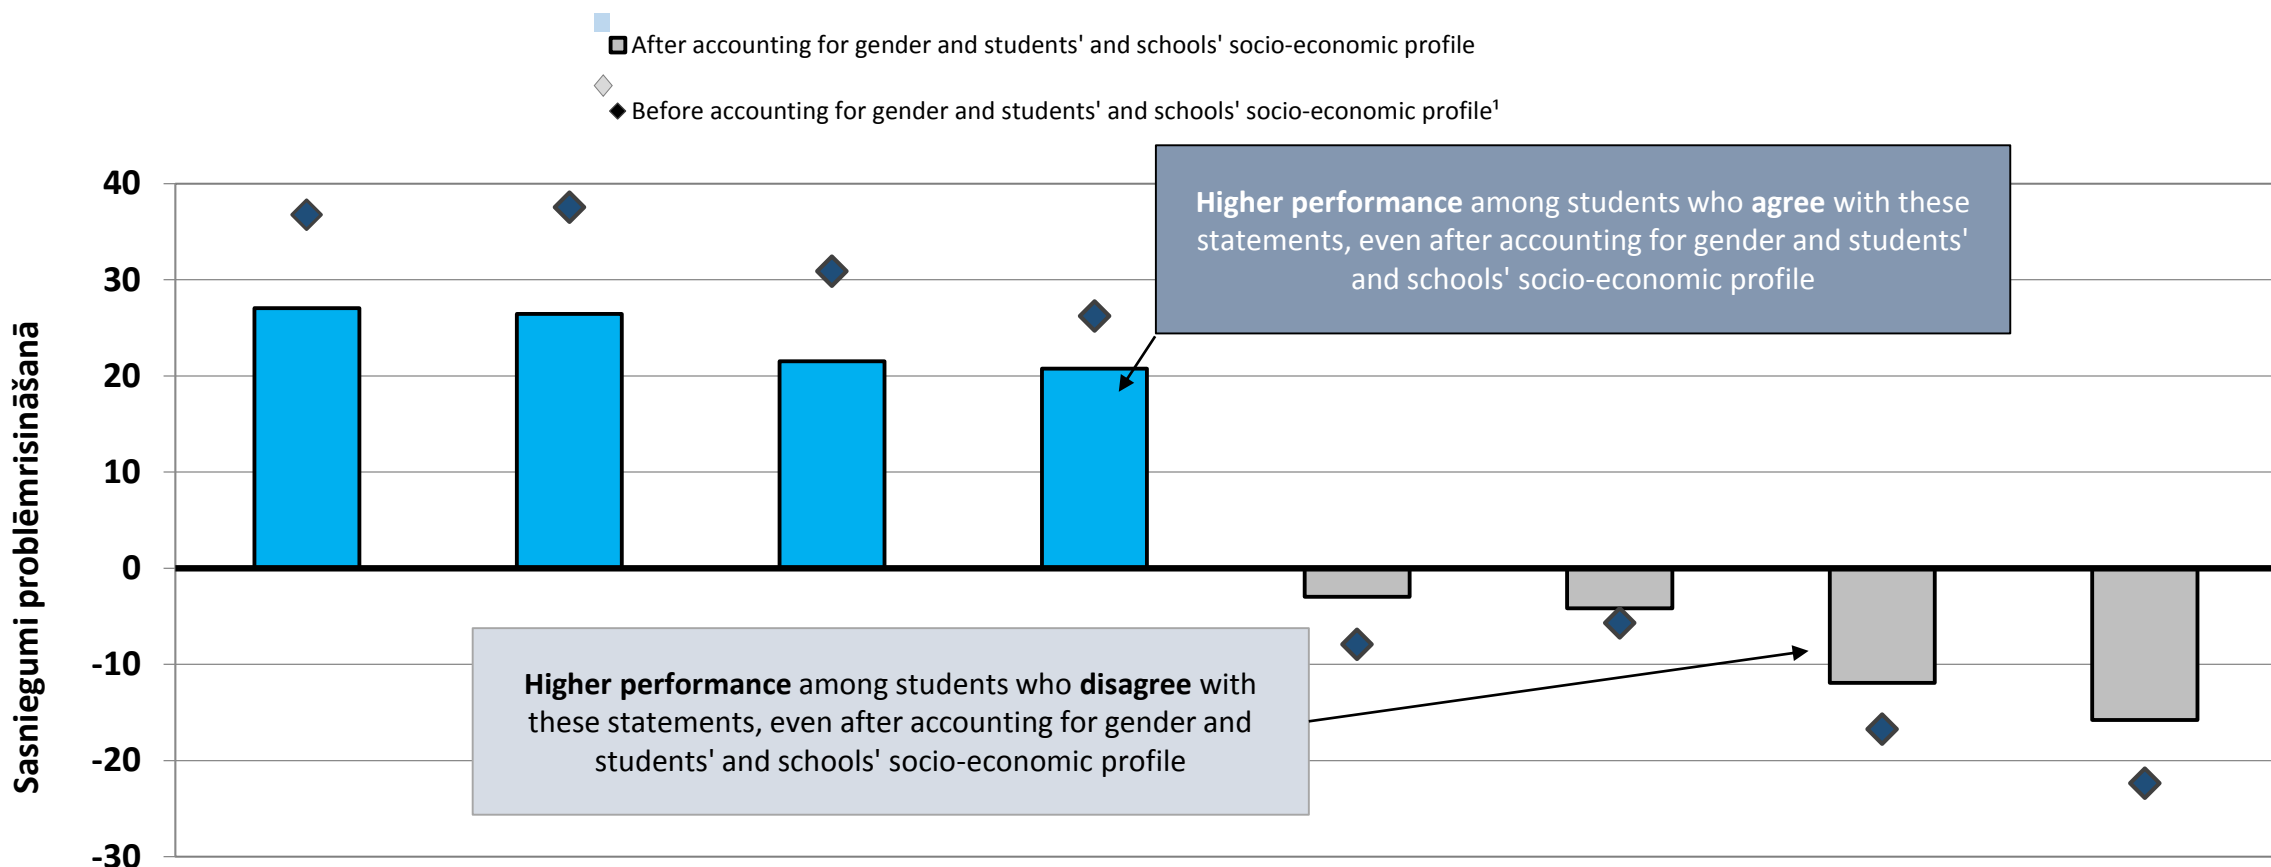 After accounting for gender and students' and schools' socio-economic profile
Before accounting for gender and students' and schools' socio-economic profile¹
Sasniegumi problēmrisināšanā
40
30
20
10
0
-10
-20
-30
Higher performance among students who agree with these
statements, even after accounting for gender and students'
and schools' socio-economic profile
Higher performance among students who disagree with
these statements, even after accounting for gender and
students' and schools' socio-economic profile